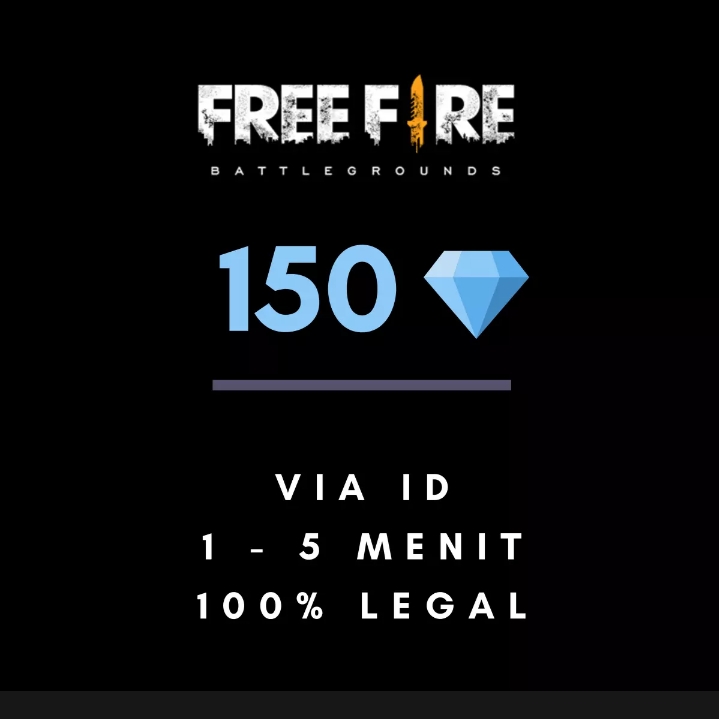 FREE FIRE
BATTLEGROUNDS
150
VIA ID
1 - 5 MENIT
100% LEGAL